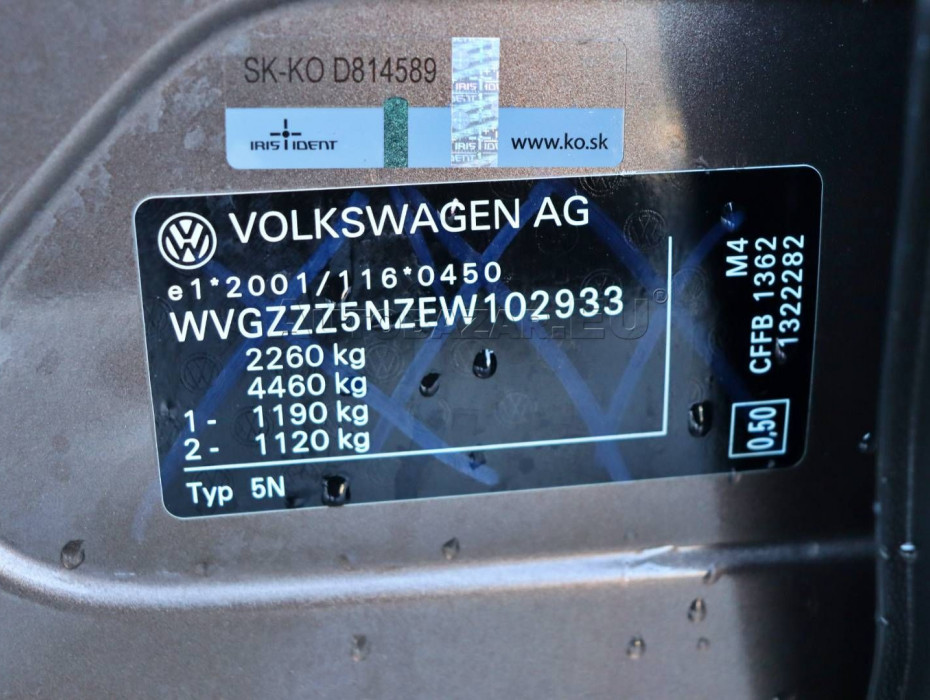 SK-KO D814589
IRIS IDENT
www.ko.sk
VOLKSWAGEN AG
e1*2001/116*0450
WVGZZZ5NZEW102933
2260 kg
4460 kg
1- 1190 kg
2- 1120 kg
Typ 5N
M4
CFFB 1362
1322282
0,50